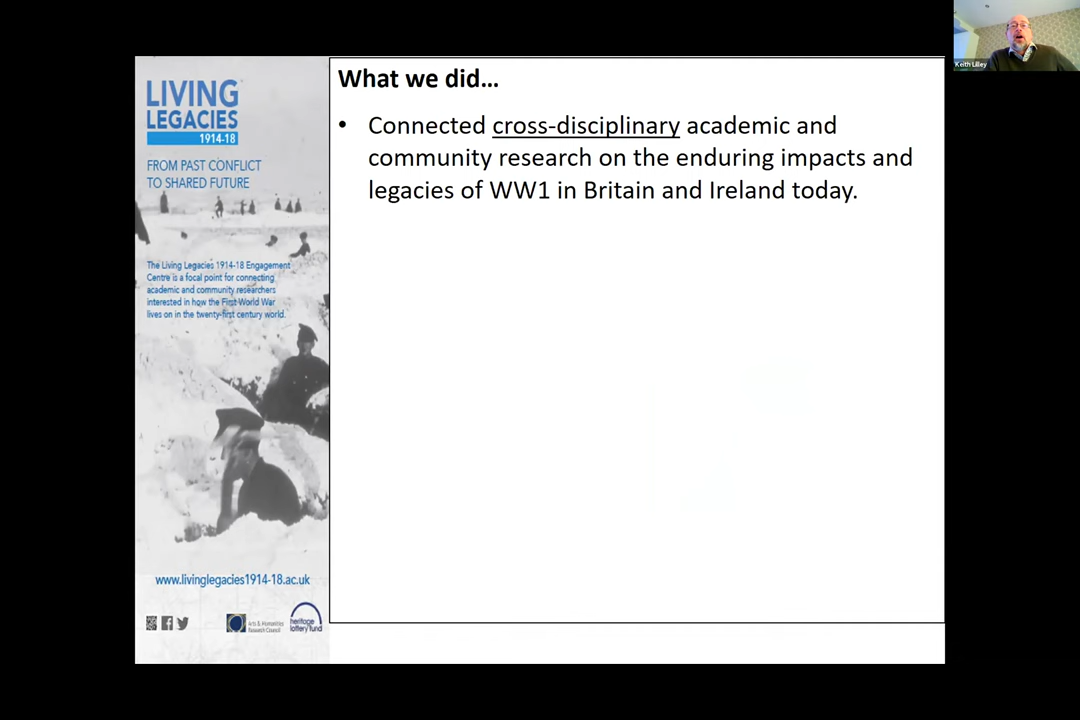 Keith Lilley
LIVING
LEGACIES
1914-18
FROM PAST CONFLICT
TO SHARED FUTURE
The Living Legacies 1914-18 Engagement
Centre is a focal point for connecting
academic and community researchers
interested in how the First World War
lives on in the twenty-first century world.
www.livinglegacies1914-18.ac.uk
Arts & Humanities
Research Council
heritage
lottery fund
What we did...
• Connected cross-disciplinary academic and
community research on the enduring impacts and
legacies of WW1 in Britain and Ireland today.